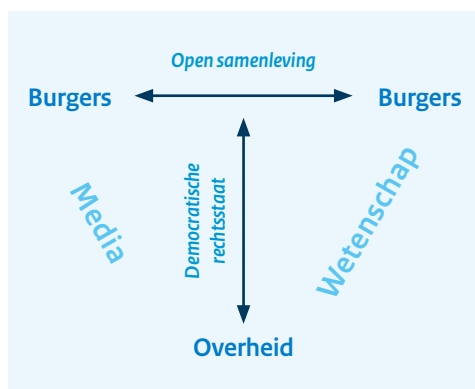 Open samenleving
Burgers
Burgers
Media
Democratische
rechtsstaat
Wetenschap
Overheid